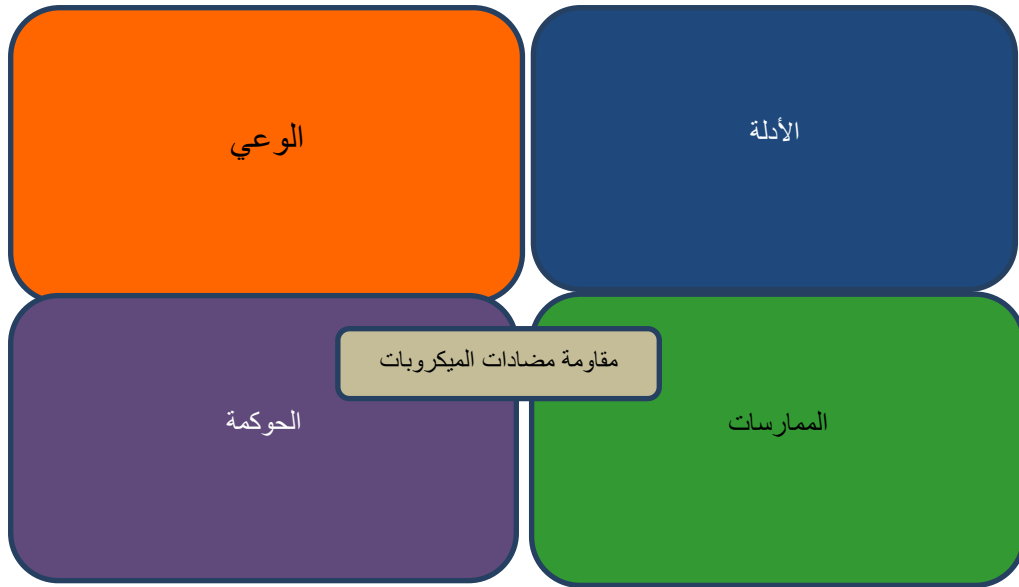 الأدلة
الوعي
مقاومة مضادات الميكروبات
الممارسات
الحوكمة